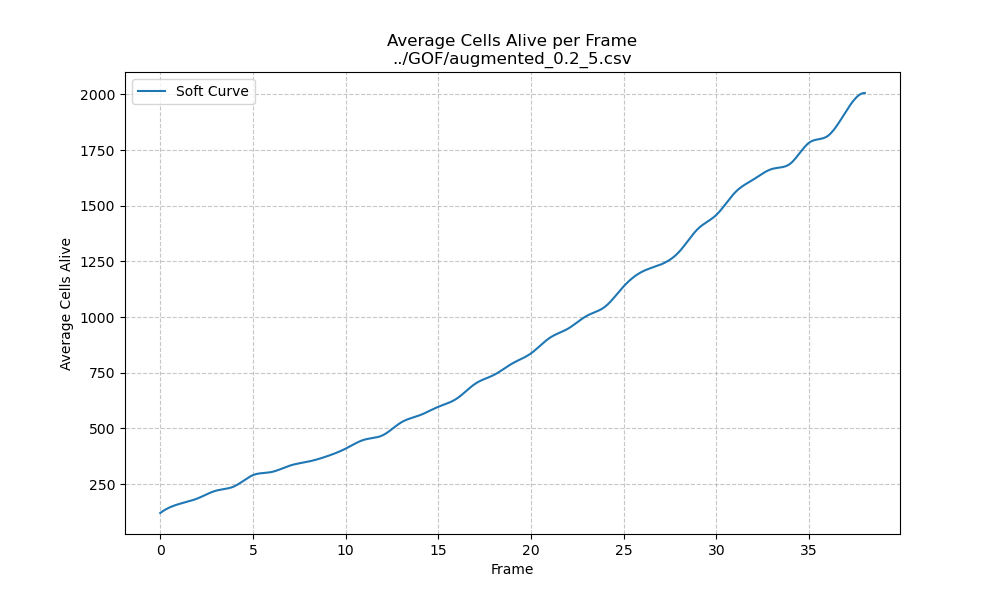 Average Cells Alive per Frame
../GOF/augmented_0.2_5.csv
Soft Curve
Average Cells Alive
2000
1750
1500
1250
1000
750
500
250
0 5 10 15 20 25 30 35
Frame